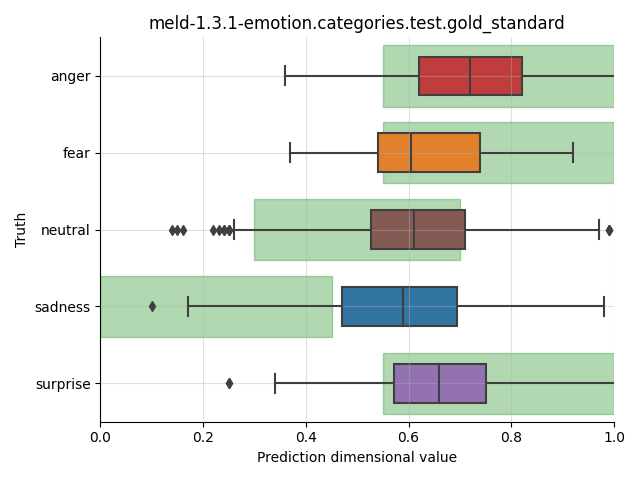 meld-1.3.1-emotion.categories.test.gold_standard
anger
fear
neutral
sadness
surprise
Truth
0.0 0.2 0.4 0.6 0.8 1.0
Prediction dimensional value